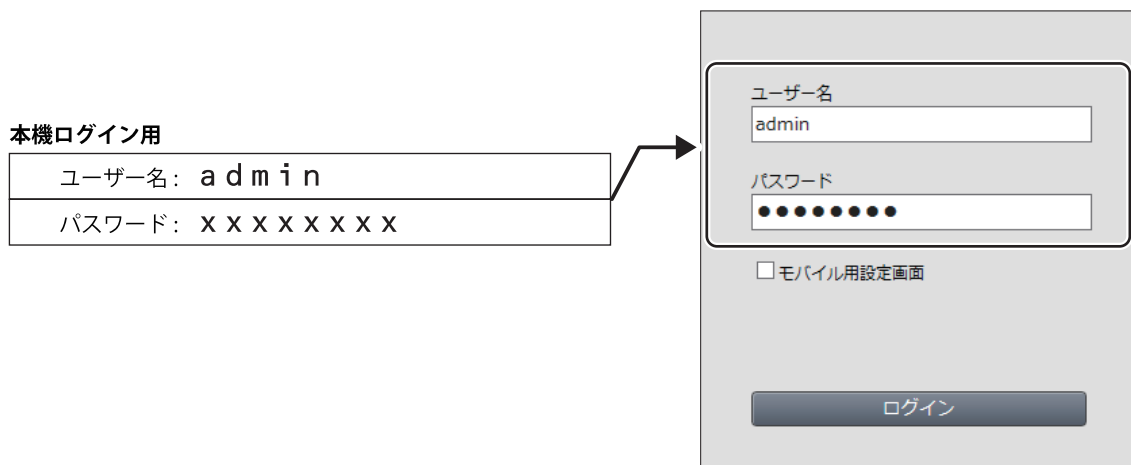 本機ログイン用
ユーザー名： admin
パスワード： xxxxxxxx
ユーザー名
admin
パスワード
●●●●●●●●
モバイル用設定画面
ログイン